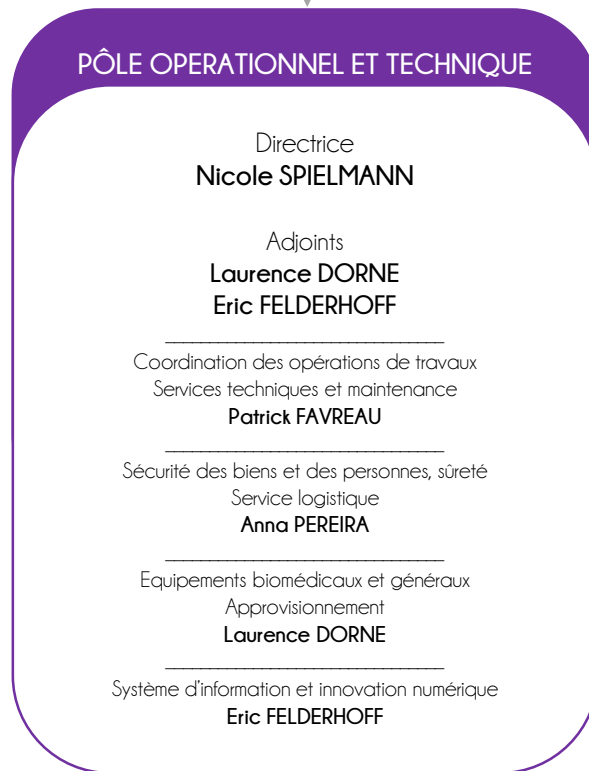 PÔLE OPERATIONNEL ET TECHNIQUE
Directrice
Nicole SPIELMANN
Adjoints
Laurence DORNE
Eric FELDERHOFF
Coordination des opérations de travaux
Services techniques et maintenance
Patrick FAVREAU
Sécurité des biens et des personnes, sûreté
Service logistique
Anna PEREIRA
Equipements biomédicaux et généraux
Approvisionnement
Laurence DORNE
Système d'information et innovation numérique
Eric FELDERHOFF